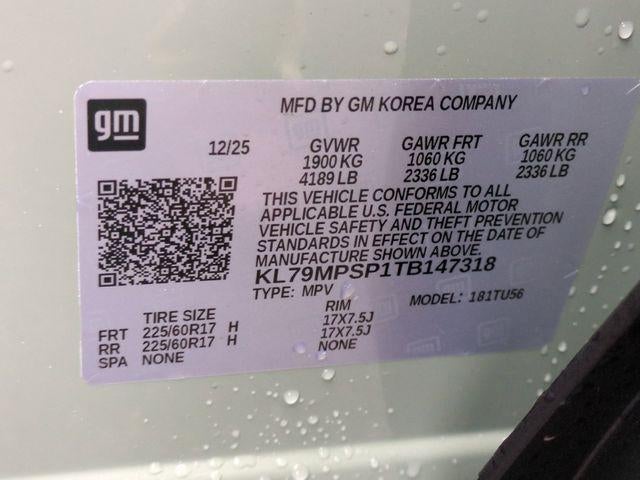 gm
MFD BY GM KOREA COMPANY
12/25 GVWR GAWR FRT GAWR RR
1900 KG 1060 KG 1060 KG
4189 LB 2336 LB 2336 LB
THIS VEHICLE CONFORMS TO ALL
APPLICABLE U.S. FEDERAL MOTOR
VEHICLE SAFETY AND THEFT PREVENTION
STANDARDS IN EFFECT ON THE DATE OF
MANUFACTURE SHOWN ABOVE.
KL79MPSP1TB147318
TYPE: MPV MODEL: 181TU56
TIRE SIZE RIM
FRT 225/60R17 H 17X7.5J
RR 225/60R17 H 17X7.5J
SPA NONE NONE